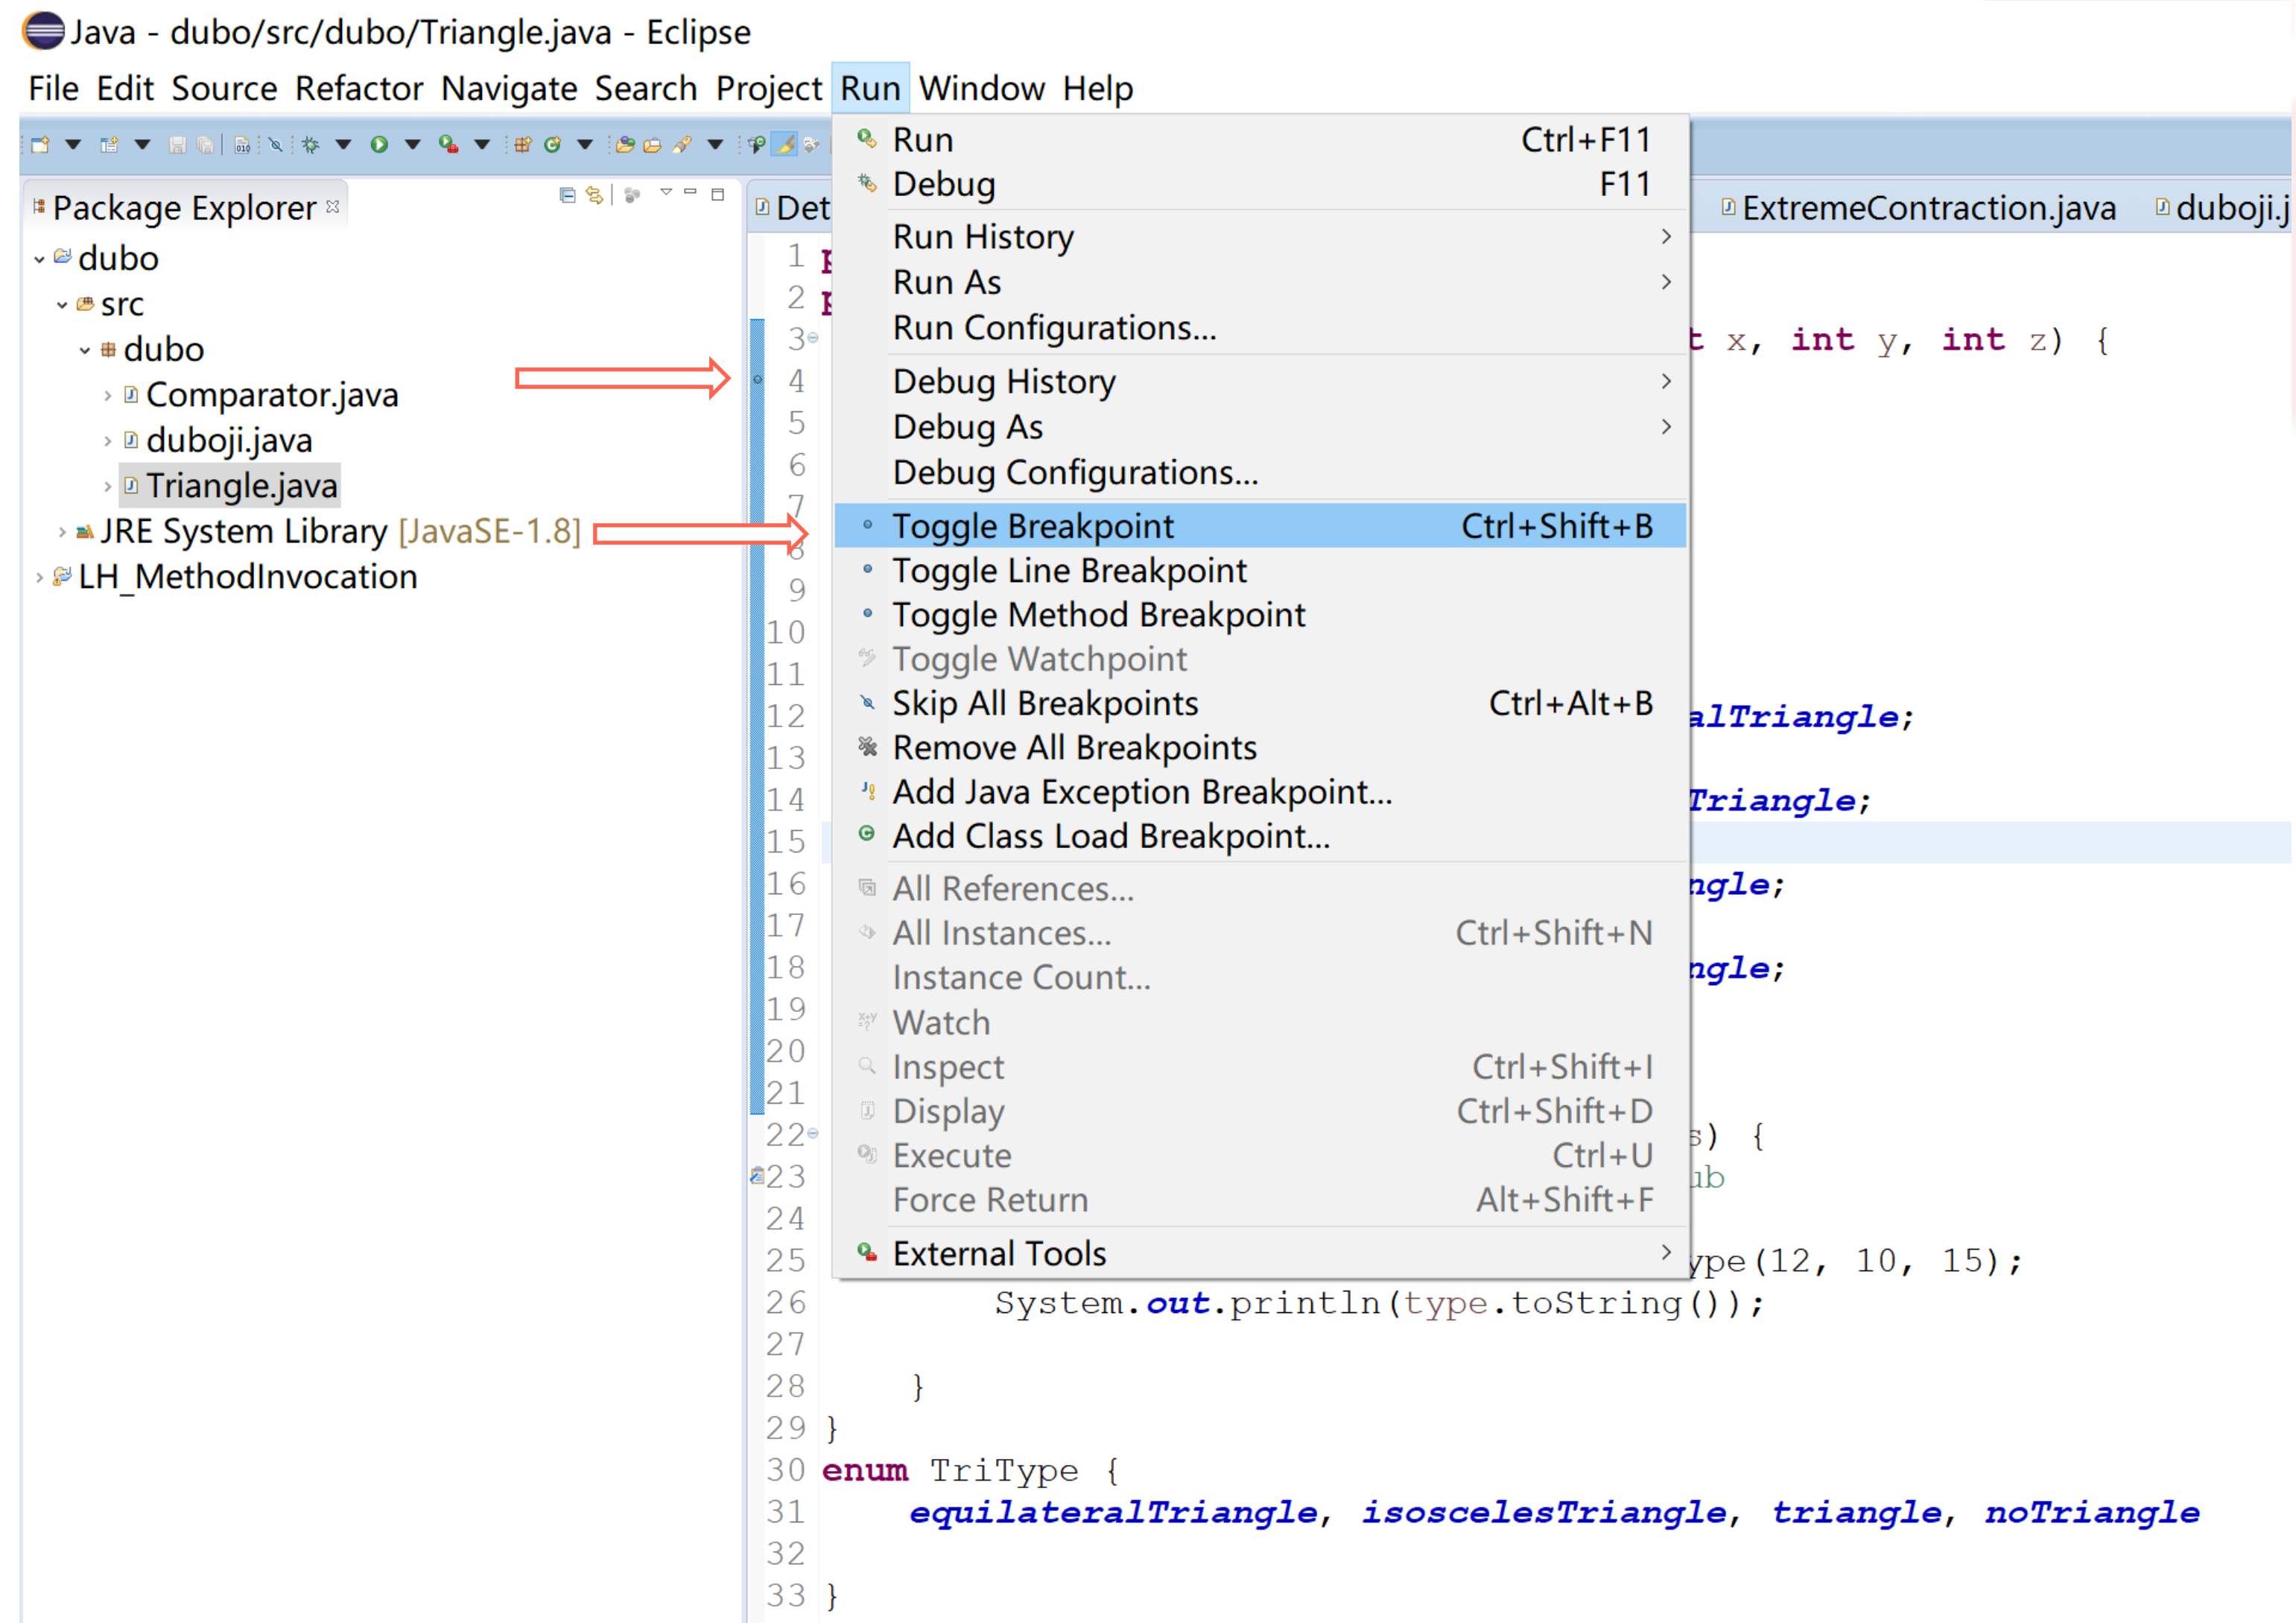 Java - dubo/src/dubo/Triangle.java - Eclipse
File Edit Source Refactor Navigate Search Project Run Window Help
Package Explorer
dubo
src
dubo
Comparator.java
duboji.java
Triangle.java
JRE System Library [JavaSE-1.8]
LH_MethodInvocation
Run Ctrl+F11
Debug F11
Run History
Run As
Run Configurations...
Debug History
Debug As
Debug Configurations...
Toggle Breakpoint Ctrl+Shift+B
Toggle Line Breakpoint
Toggle Method Breakpoint
Toggle Watchpoint
Skip All Breakpoints Ctrl+Alt+B
Remove All Breakpoints
Add Java Exception Breakpoint...
Add Class Load Breakpoint...
All References...
All Instances... Ctrl+Shift+N
Instance Count...
Watch
Inspect Ctrl+Shift+I
Display Ctrl+Shift+D
Execute Ctrl+U
Force Return Alt+Shift+F
External Tools
Det ExtremeContraction.java duboji.j
1 p
2 p
3 t x, int y, int z) {
4
5
6
7
8
9
10
11
12 alTriangle;
13
14 Triangle;
15
16 ngle;
17
18 ngle;
19
20
21
22 s) {
23 ub
24
25 ype(12, 10, 15);
26 System.out.println(type.toString());
27
28 }
29 }
30 enum TriType {
31 equilateralTriangle, isoscelesTriangle, triangle, noTriangle
32
33 }